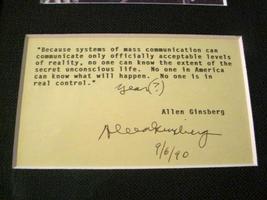 "Because systems of mass communication can
communicate only officially acceptable levels
of reality, no one can know the extent of the
secret unconscious life. No one in America
can know what will happen. No one is in
real control."
Year(?)
Allen Ginsberg
Allen Ginsberg
9/6/90